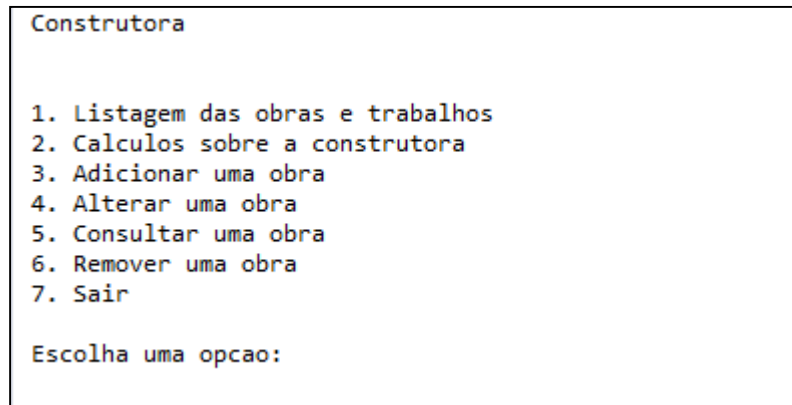 Construtora
1. Listagem das obras e trabalhos
2. Calculos sobre a construtora
3. Adicionar uma obra
4. Alterar uma obra
5. Consultar uma obra
6. Remover uma obra
7. Sair
Escolha uma opcao: